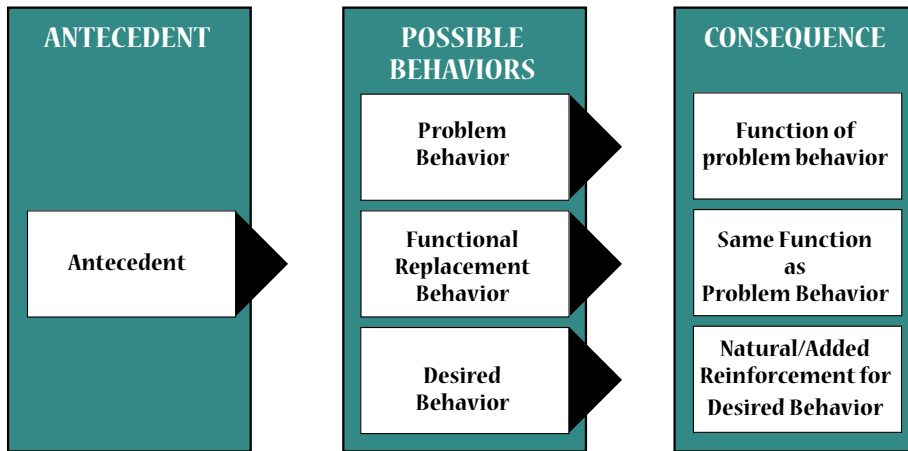 ANTECEDENT
Antecedent
POSSIBLE
BEHAVIORS
Problem
Behavior
Functional
Replacement
Behavior
Desired
Behavior
CONSEQUENCE
Function of
problem behavior
Same Function
as
Problem Behavior
Natural/Added
Reinforcement for
Desired Behavior